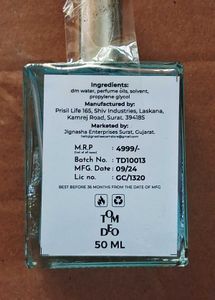 Ingredients:
dm water, perfume oils, solvent,
propylene glycol
Manufactured by:
Prisil Life 165, Shiv Industries, Laskana,
Kamrej Road, Surat. 394185
Marketed by:
Jignasha Enterprises Surat, Gujarat.
M.R.P : 4999/-
Batch No. : TD10013
MFG. Date : 09/24
Lic no. : GC/1320
BEST BEFORE 36 MONTHS FROM THE DATE OF MFG
TOM
DEO
50 ML